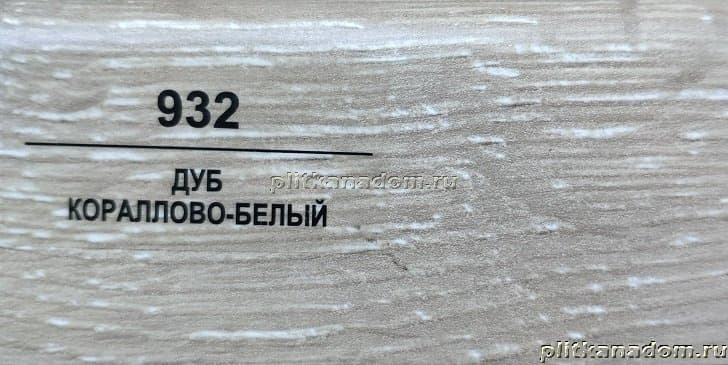 932
ДУБ
КОРАЛЛОВО-БЕЛЫЙ
plitkanadom.ru
plitkanadom.ru